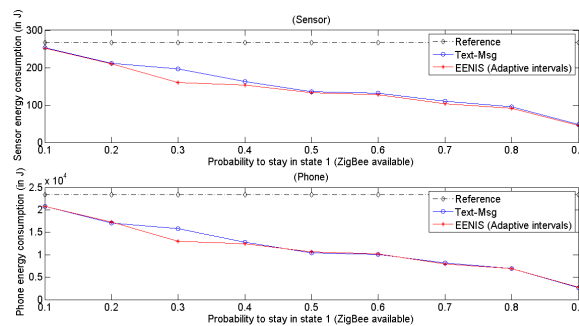 (Sensor)
Sensor energy consumption (in J)
300
200
100
0
Reference
Text-Msg
EENIS (Adaptive intervals)
0.1 0.2 0.3 0.4 0.5 0.6 0.7 0.8 0.
Probability to stay in state 1 (ZigBee available)
x 10 4
(Phone)
Phone energy consumption (in J)
2.5
2
1.5
1
0.5
0
Reference
Text-Msg
EENIS (Adaptive intervals)
0.1 0.2 0.3 0.4 0.5 0.6 0.7 0.8 0.
Probability to stay in state 1 (ZigBee available)